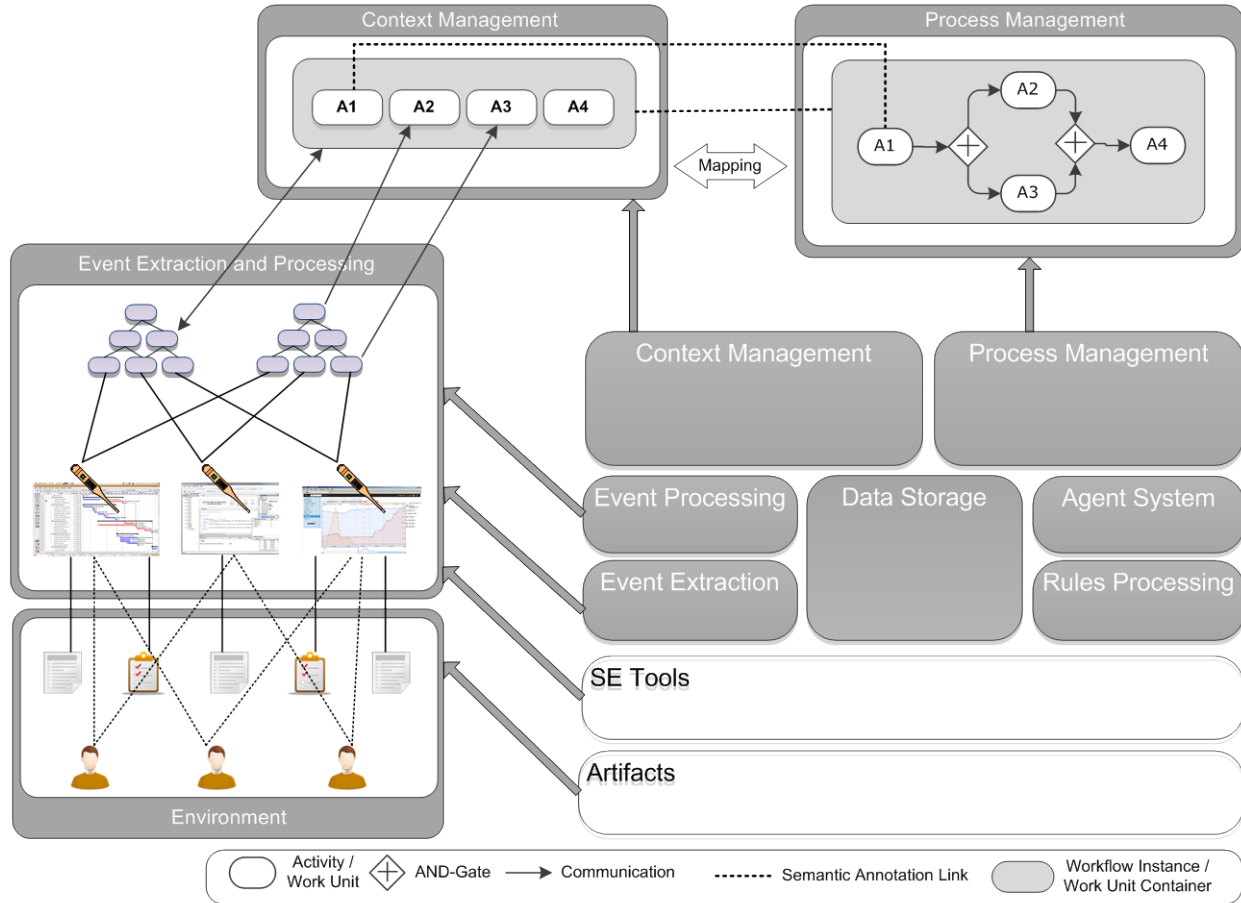 Context Management
Process Management
A1
A2
A3
A4
A2
A1
A4
A3
Mapping
Event Extraction and Processing
Context Management
Process Management
Event Processing
Data Storage
Agent System
Event Extraction
Rules Processing
SE Tools
Artifacts
Environment
Activity /
Work Unit
AND-Gate
Communication
Semantic Annotation Link
Workflow Instance /
Work Unit Container